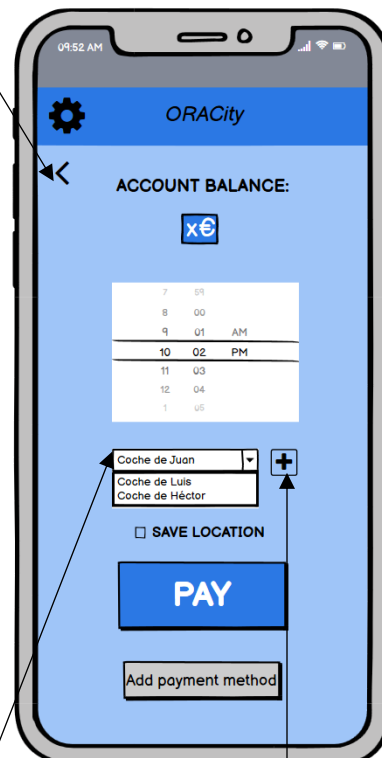 09:52 AM
ORACity
ACCOUNT BALANCE:
x€
7 59
8 00
9 01 AM
10 02 PM
11 03
12 04
1 05
Coche de Juan
Coche de Luis
Coche de Héctor
SAVE LOCATION
PAY
Add payment method